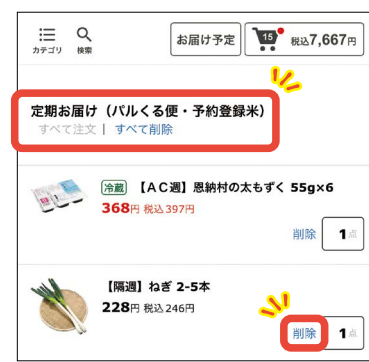 カテゴリ
検索
お届け予定
15
税込7,667円
定期お届け（パルくる便・予約登録米）
すべて注文 | すべて削除
冷蔵 【AC週】恩納村の太もずく 55g×6
368円 税込397円
削除 1点
【隔週】ねぎ 2-5本
228円 税込246円
削除 1点